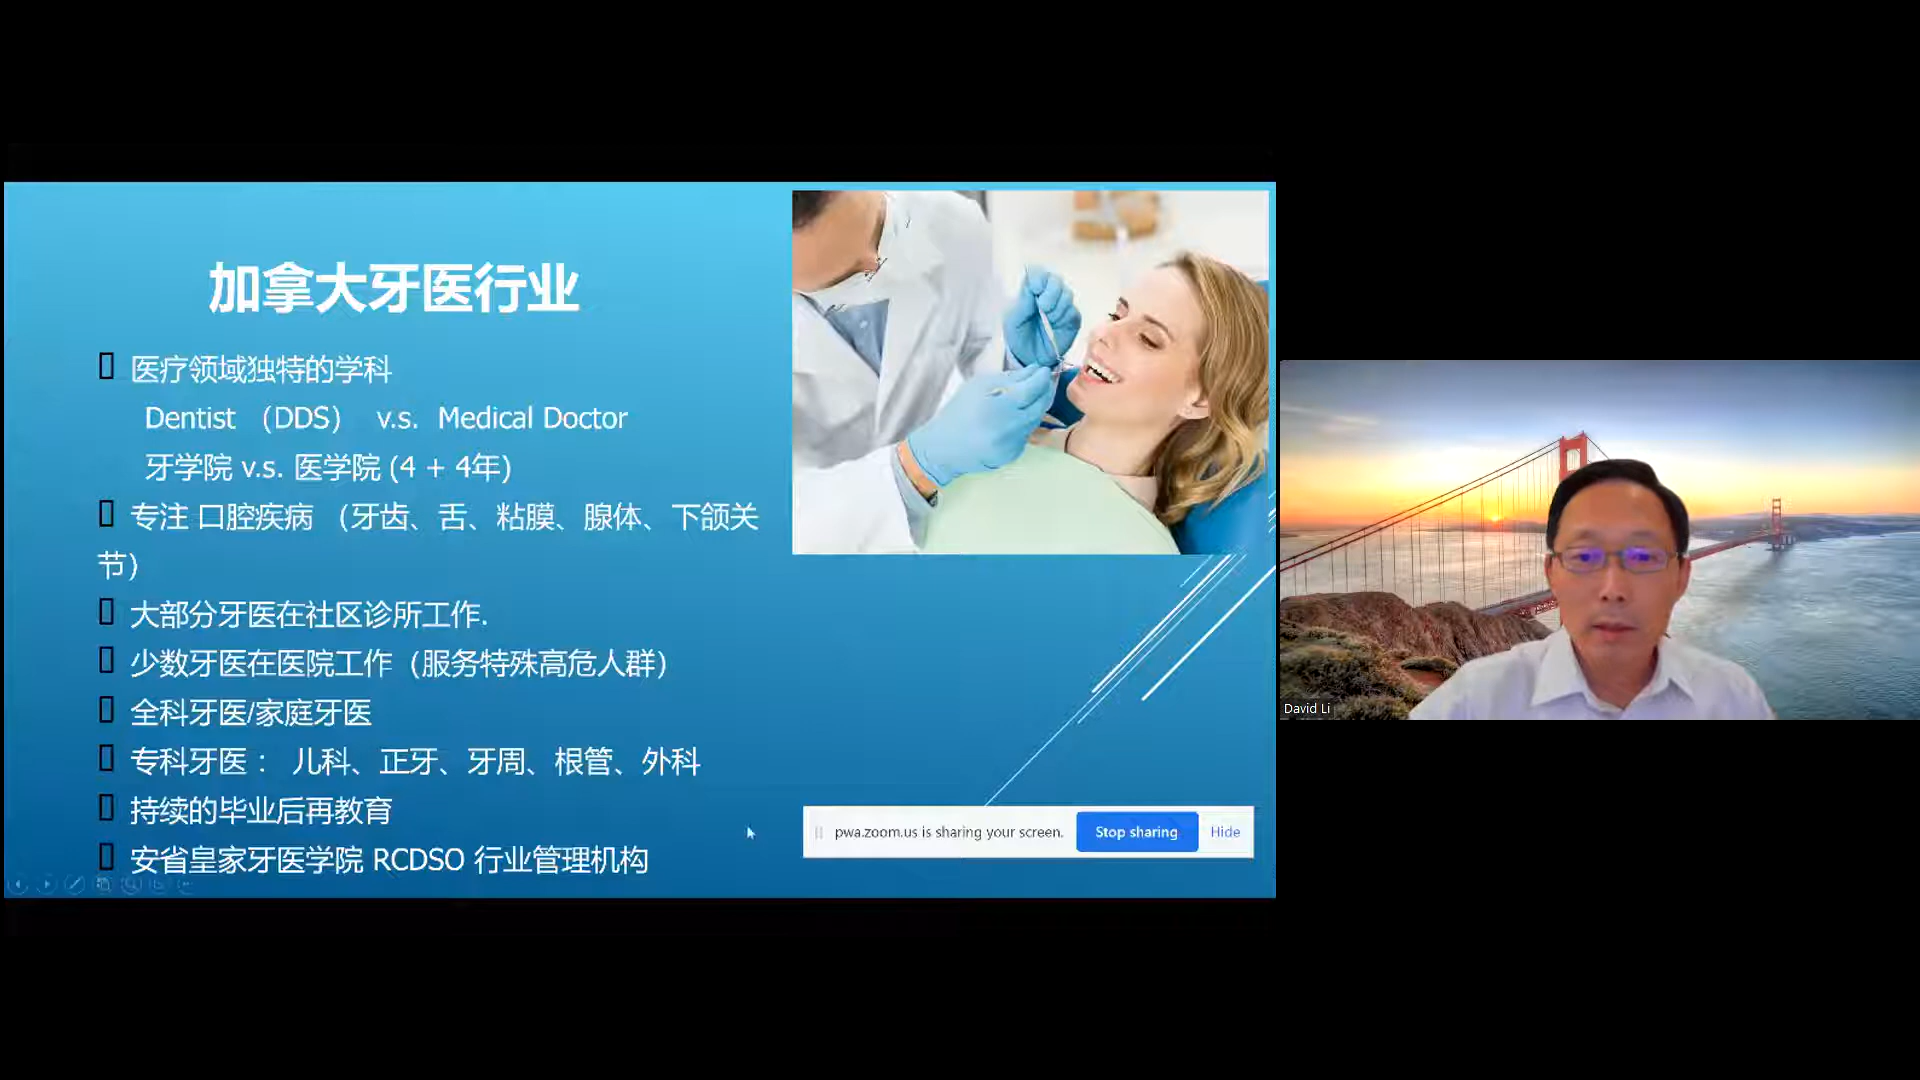 加拿大牙医行业
医疗领域独特的学科
Dentist （DDS） v.s. Medical Doctor
牙学院 v.s. 医学院 (4 + 4年)
专注 口腔疾病 （牙齿、舌、粘膜、腺体、下颌关
节）
大部分牙医在社区诊所工作.
少数牙医在医院工作（服务特殊高危人群）
全科牙医/家庭牙医
专科牙医： 儿科、正牙、牙周、根管、外科
持续的毕业后再教育
安省皇家牙医学院 RCDSO 行业管理机构
pwa.zoom.us is sharing your screen.
Stop sharing
Hide
David Li